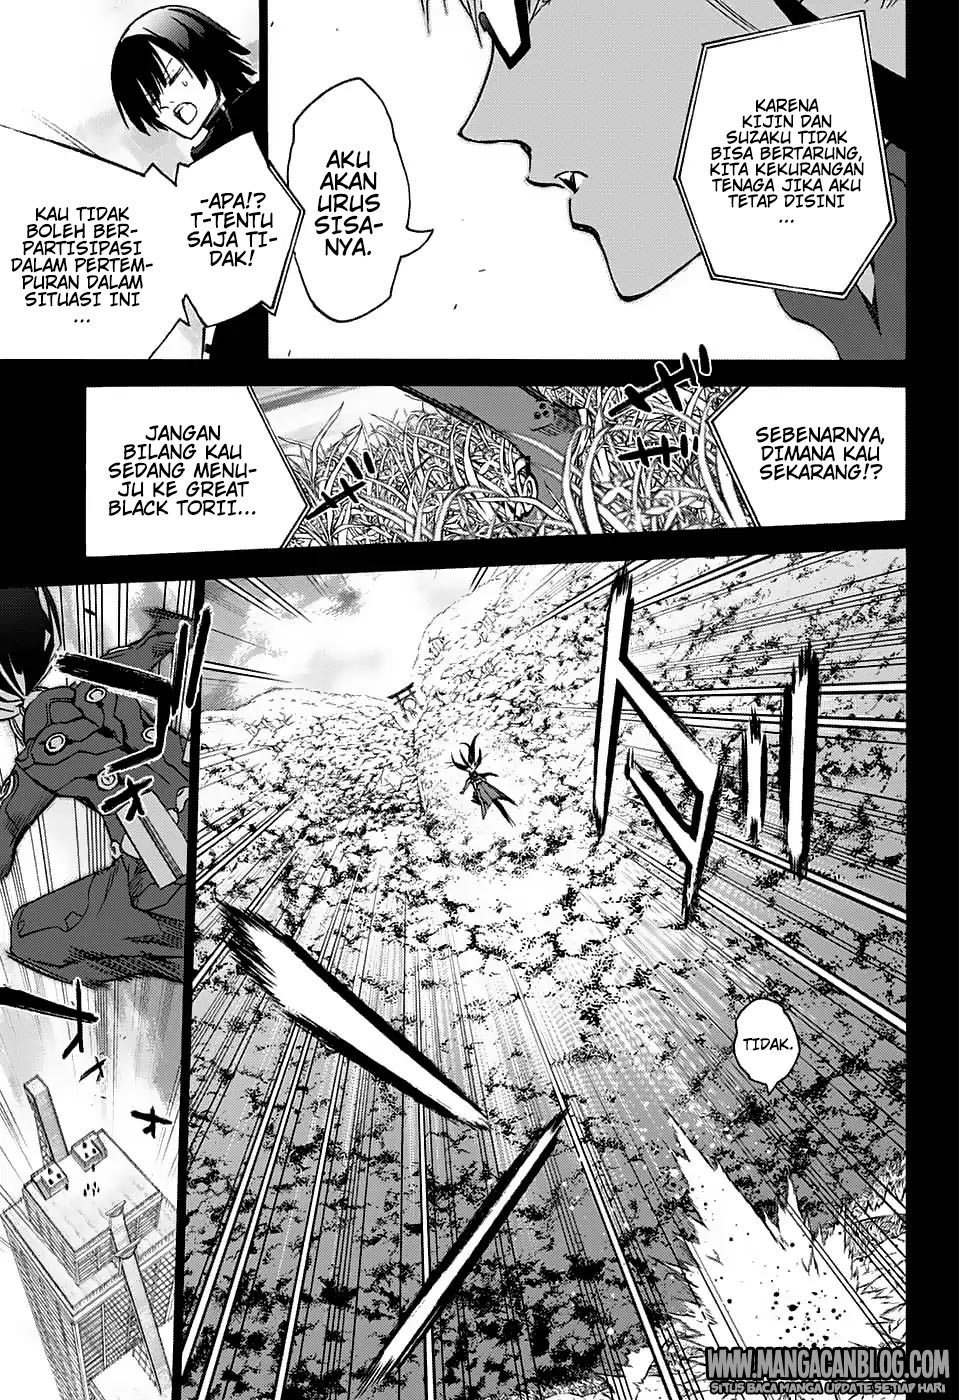 KARENA
KIJIN DAN
SUZAKU TIDAK
BISA BERTARUNG,
KITA KEKURANGAN
TENAGA JIKA AKU
TETAP DISINI
...
AKU
AKAN
URUS
SISA-
NYA.
-APA!?
T-TENTU
SAJA TI-
DAK!
KAU TIDAK
BOLEH BER-
PARTISIPASI
DALAM PERTEM-
PURAN DALAM
SITUASI INI
...
SEBENARNYA,
DIMANA KAU
SEKARANG!?
JANGAN
BILANG KAU
SEDANG MENU-
JU KE GREAT
BLACK TORII...
TIDAK.
WWW.MANGACANBLOG.COM
SITUS BACA MANGA UPDATE SETIAP HARI